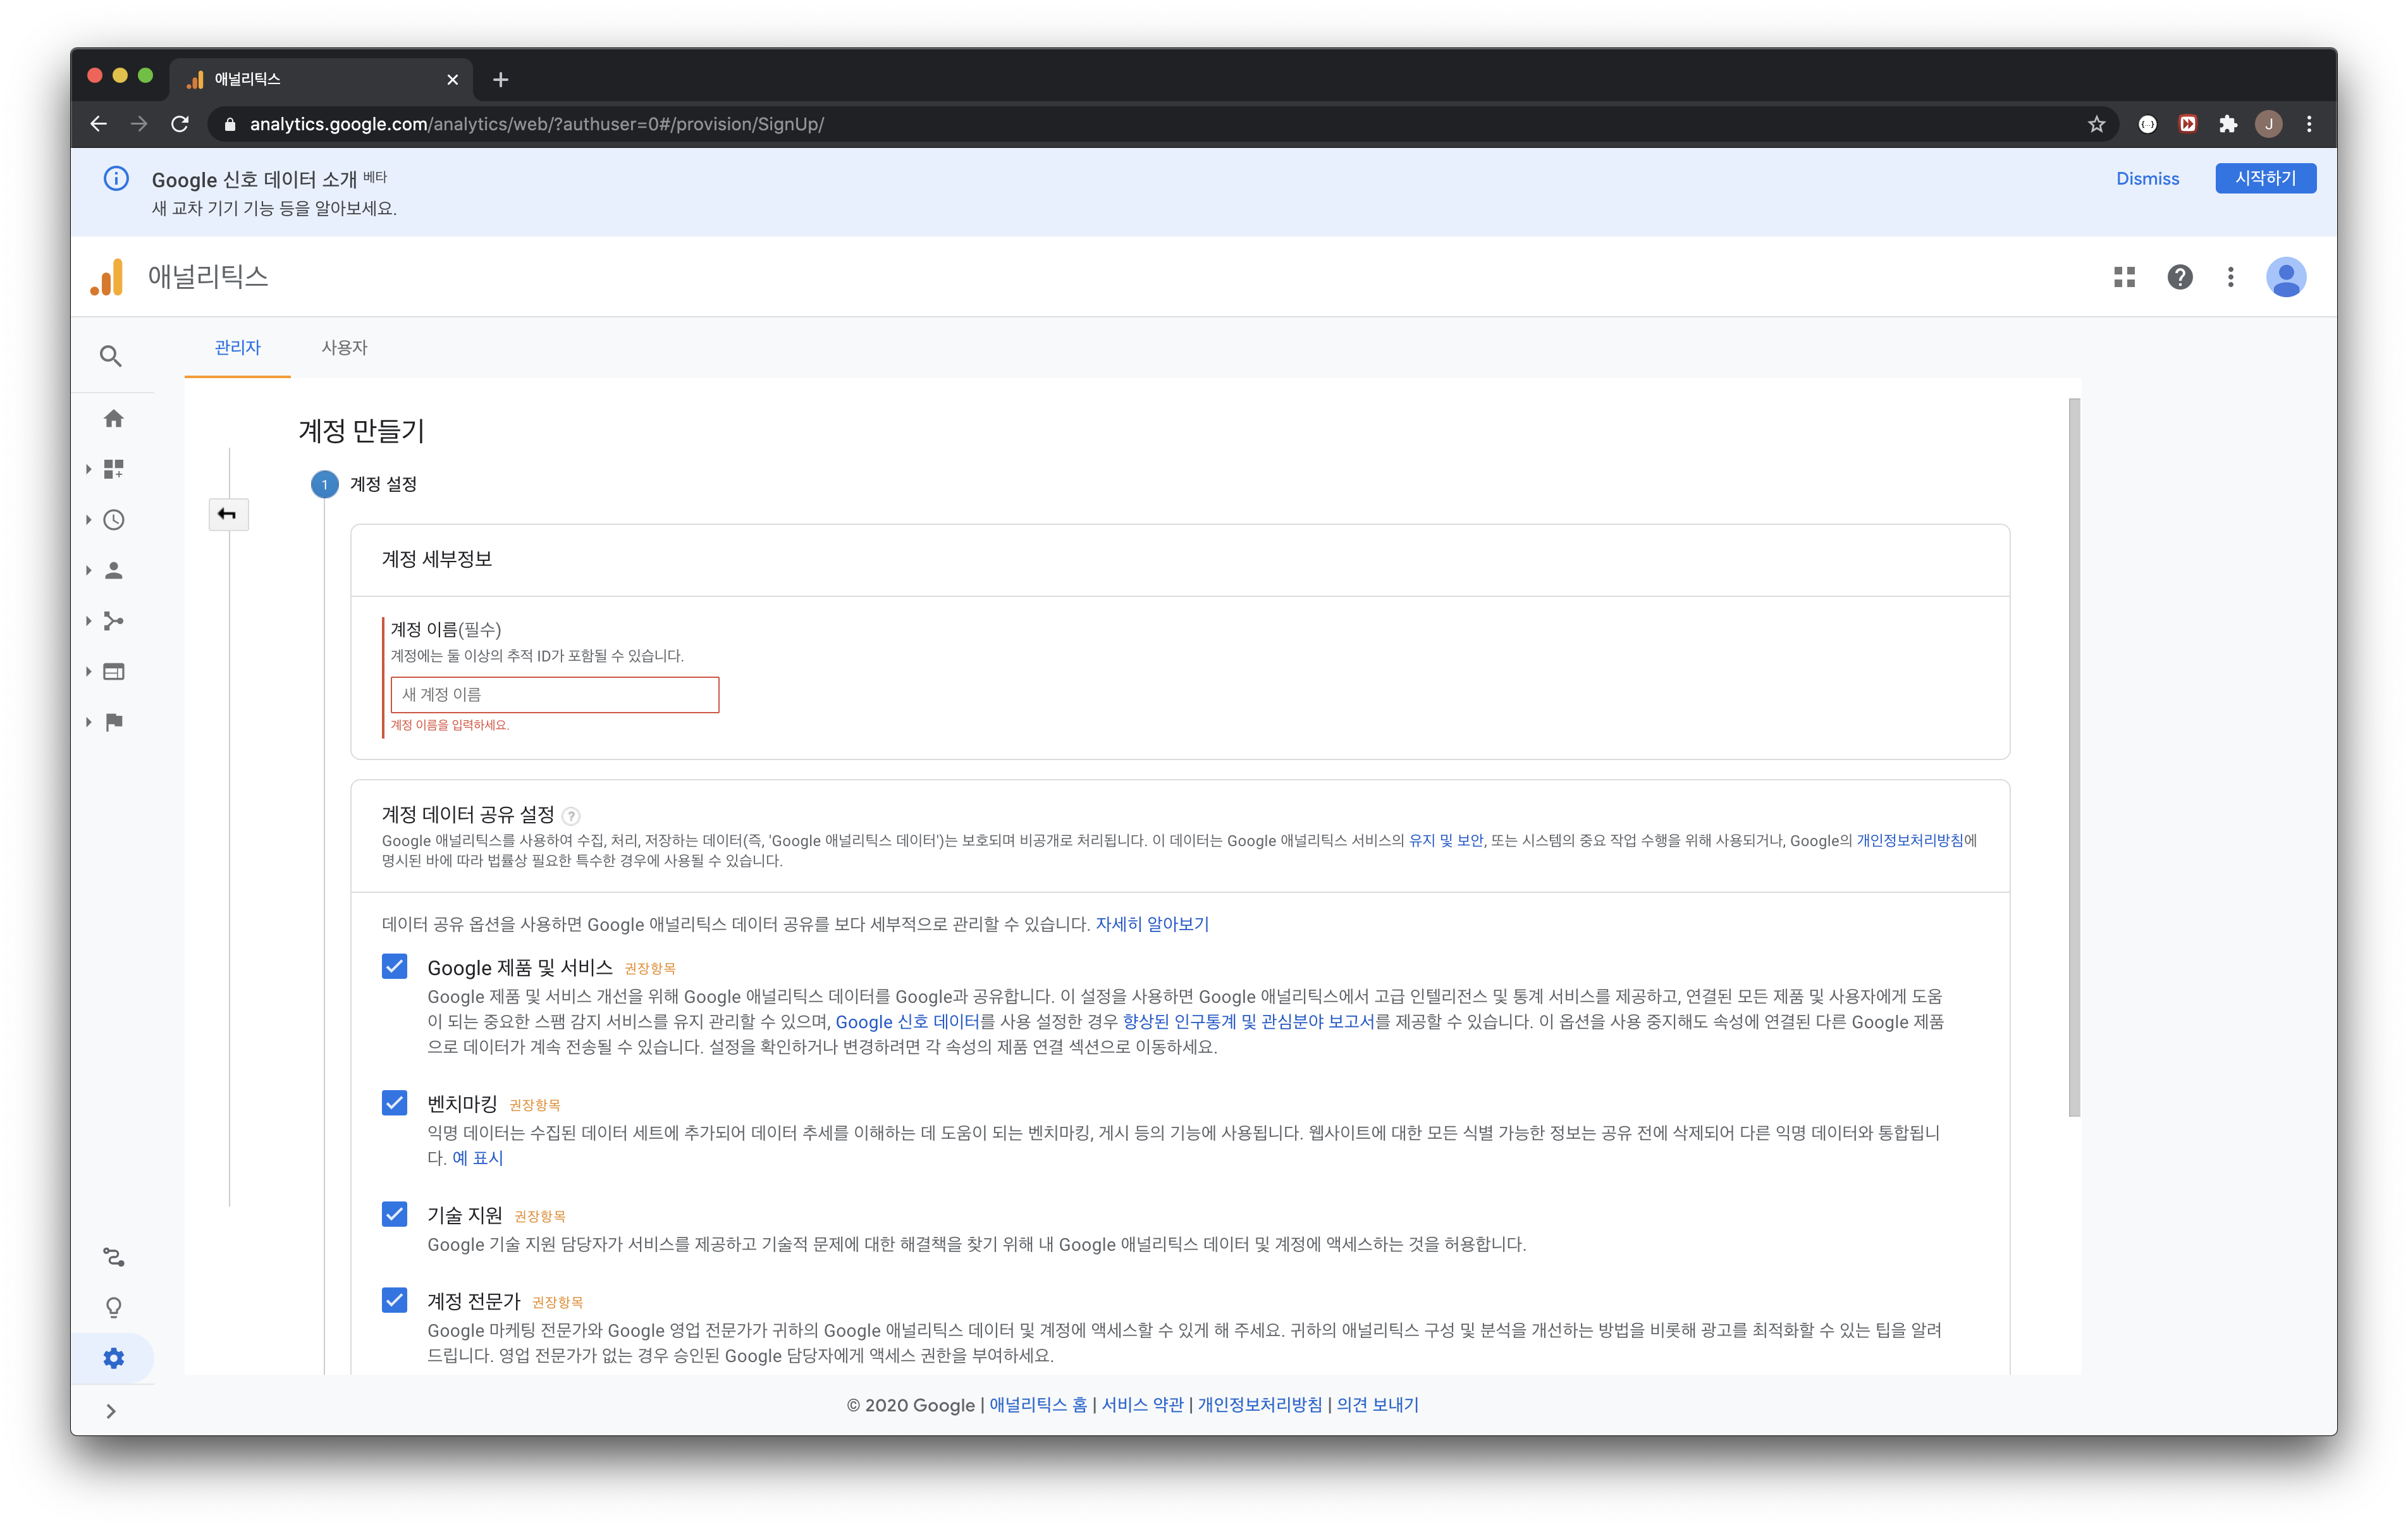 애널리틱스
analytics.google.com/analytics/web/?authuser=0#/provision/SignUp/
J
Google 신호 데이터 소개 베타
새 교차 기기 기능 등을 알아보세요.
Dismiss
시작하기
애널리틱스
관리자
사용자
계정 만들기
1 계정 설정
계정 세부정보
계정 이름(필수)
계정에는 둘 이상의 추적 ID가 포함될 수 있습니다.
새 계정 이름
계정 이름을 입력하세요.
계정 데이터 공유 설정 ?
Google 애널리틱스를 사용하여 수집, 처리, 저장하는 데이터(즉, 'Google 애널리틱스 데이터')는 보호되며 비공개로 처리됩니다. 이 데이터는 Google 애널리틱스 서비스의 유지 및 보안, 또는 시스템의 중요 작업 수행을 위해 사용되거나, Google의 개인정보처리방침에
명시된 바에 따라 법률상 필요한 특수한 경우에 사용될 수 있습니다.
데이터 공유 옵션을 사용하면 Google 애널리틱스 데이터 공유를 보다 세부적으로 관리할 수 있습니다. 자세히 알아보기
Google 제품 및 서비스 권장항목
Google 제품 및 서비스 개선을 위해 Google 애널리틱스 데이터를 Google과 공유합니다. 이 설정을 사용하면 Google 애널리틱스에서 고급 인텔리전스 및 통계 서비스를 제공하고, 연결된 모든 제품 및 사용자에게 도움
이 되는 중요한 스팸 감지 서비스를 유지 관리할 수 있으며, Google 신호 데이터를 사용 설정한 경우 향상된 인구통계 및 관심분야 보고서를 제공할 수 있습니다. 이 옵션을 사용 중지해도 속성에 연결된 다른 Google 제품
으로 데이터가 계속 전송될 수 있습니다. 설정을 확인하거나 변경하려면 각 속성의 제품 연결 섹션으로 이동하세요.
벤치마킹 권장항목
익명 데이터는 수집된 데이터 세트에 추가되어 데이터 추세를 이해하는 데 도움이 되는 벤치마킹, 게시 등의 기능에 사용됩니다. 웹사이트에 대한 모든 식별 가능한 정보는 공유 전에 삭제되어 다른 익명 데이터와 통합됩니
다. 예 표시
기술 지원 권장항목
Google 기술 지원 담당자가 서비스를 제공하고 기술적 문제에 대한 해결책을 찾기 위해 내 Google 애널리틱스 데이터 및 계정에 액세스하는 것을 허용합니다.
계정 전문가 권장항목
Google 마케팅 전문가와 Google 영업 전문가가 귀하의 Google 애널리틱스 데이터 및 계정에 액세스할 수 있게 해 주세요. 귀하의 애널리틱스 구성 및 분석을 개선하는 방법을 비롯해 광고를 최적화할 수 있는 팁을 알려
드립니다. 영업 전문가가 없는 경우 승인된 Google 담당자에게 액세스 권한을 부여하세요.
© 2020 Google | 애널리틱스 홈 | 서비스 약관 | 개인정보처리방침 | 의견 보내기